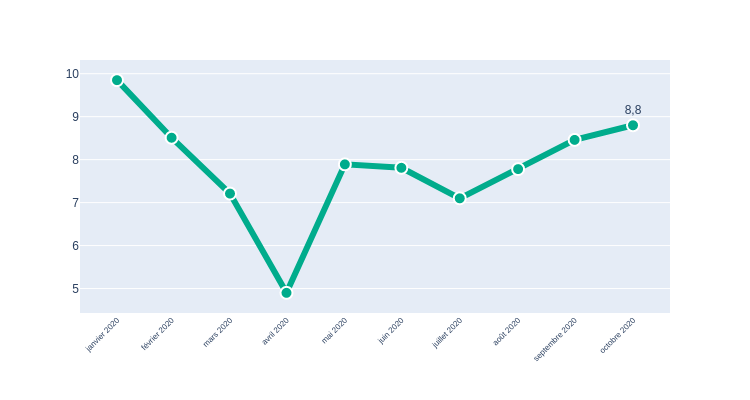 10
9
8
7
6
5
8,8
janvier 2020
février 2020
mars 2020
avril 2020
mai 2020
juin 2020
juillet 2020
août 2020
septembre 2020
octobre 2020